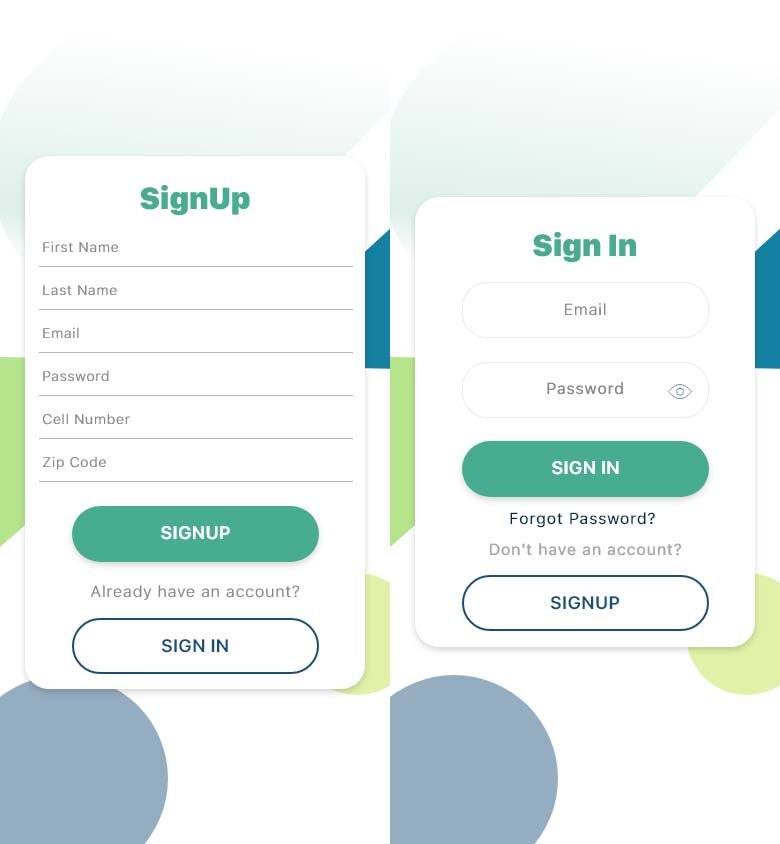 SignUp
First Name
Last Name
Email
Password
Cell Number
Zip Code
SIGNUP
Already have an account?
SIGN IN
Sign In
Email
Password
SIGN IN
Forgot Password?
Don't have an account?
SIGNUP